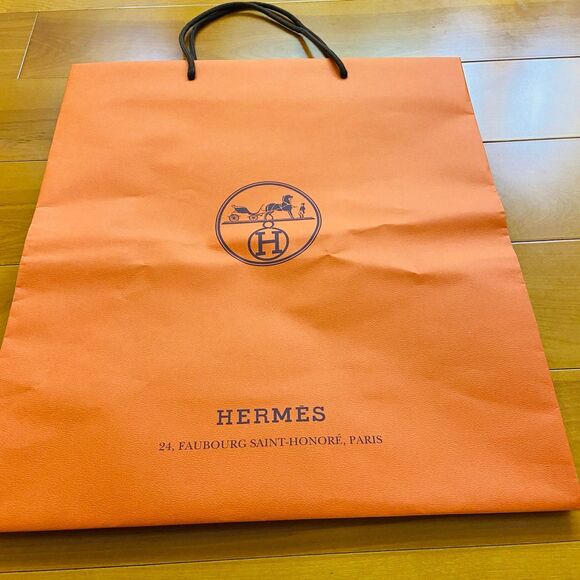 H
HERMÈS
24, FAUBOURG SAINT-HONORÉ, PARIS